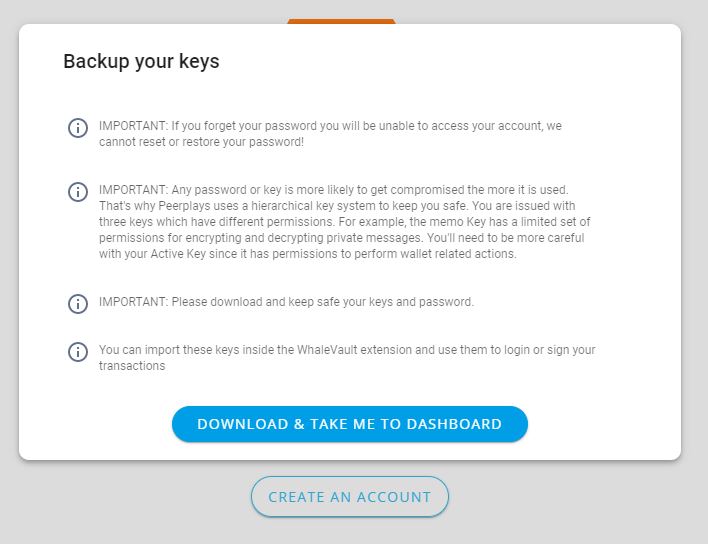 Backup your keys
IMPORTANT: If you forget your password you will be unable to access your account, we
cannot reset or restore your password!
IMPORTANT: Any password or key is more likely to get compromised the more it is used.
That's why Peerplays uses a hierarchical key system to keep you safe. You are issued with
three keys which have different permissions. For example, the memo Key has a limited set of
permissions for encrypting and decrypting private messages. You'll need to be more careful
with your Active Key since it has permissions to perform wallet related actions.
IMPORTANT: Please download and keep safe your keys and password.
You can import these keys inside the WhaleVault extension and use them to login or sign your
transactions
DOWNLOAD & TAKE ME TO DASHBOARD
CREATE AN ACCOUNT